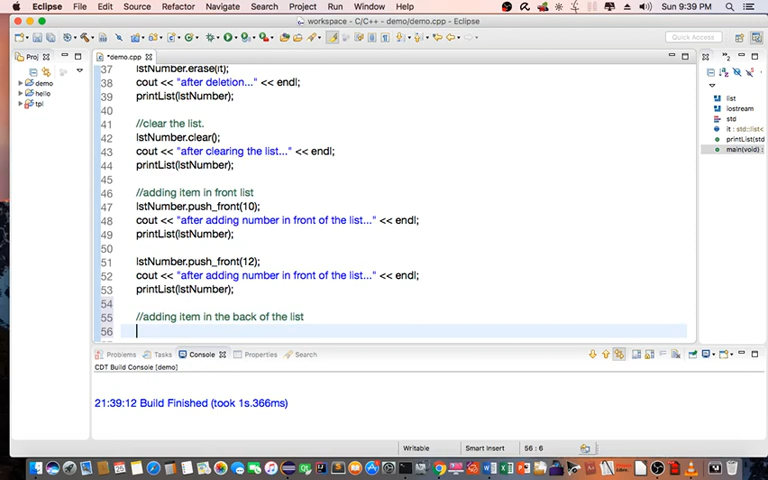 Eclipse File Edit Source Refactor Navigate Search Project Run Window Help Sun 9:39 PM
workspace - C/C++ - demo/demo.cpp - Eclipse
Quick Access
Proj
*demo.cpp
demo
hello
tpl
37 lstNumber.erase(it);
38 cout << "after deletion..." << endl;
39 printList(lstNumber);
40
41 //clear the list.
42 lstNumber.clear();
43 cout << "after clearing the list..." << endl;
44 printList(lstNumber);
45
46 //adding item in front list
47 lstNumber.push_front(10);
48 cout << "after adding number in front of the list..." << endl;
49 printList(lstNumber);
50
51 lstNumber.push_front(12);
52 cout << "after adding number in front of the list..." << endl;
53 printList(lstNumber);
54
55 //adding item in the back of the list
56
list
iostream
std
it : std::list<
printList(std
main(void) :
Problems Tasks Console Properties Search
CDT Build Console [demo]
21:39:12 Build Finished (took 1s.366ms)
Writable Smart Insert 56 : 6